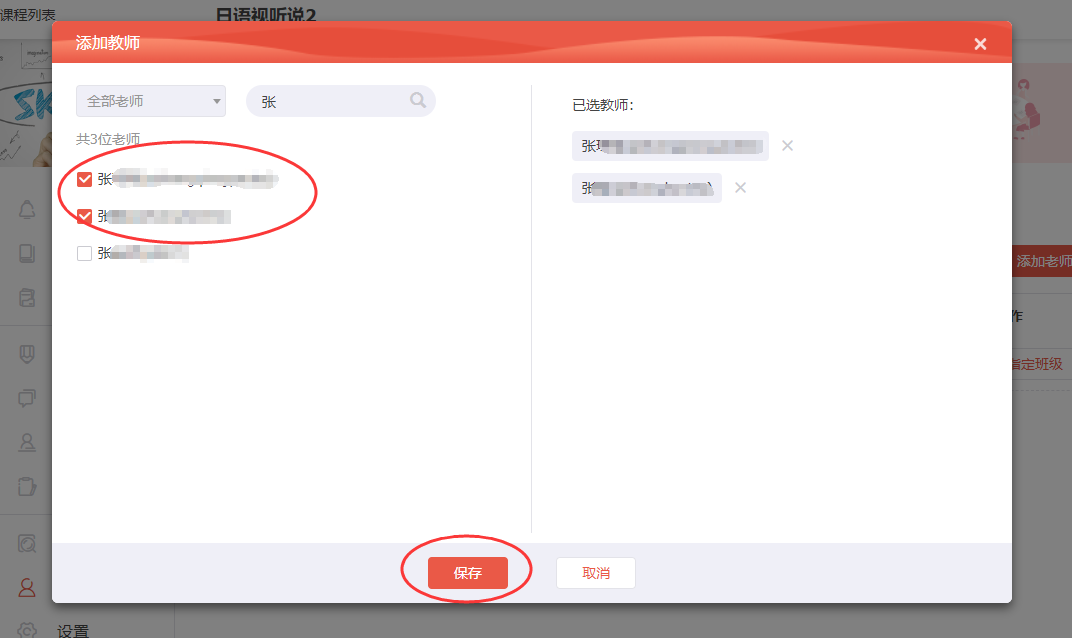 课程列表
日语视听说2
添加教师
全部老师
张
共3位老师
张
张
张
已选教师:
张
张
添加老师
作
指定班级
保存
取消
设置